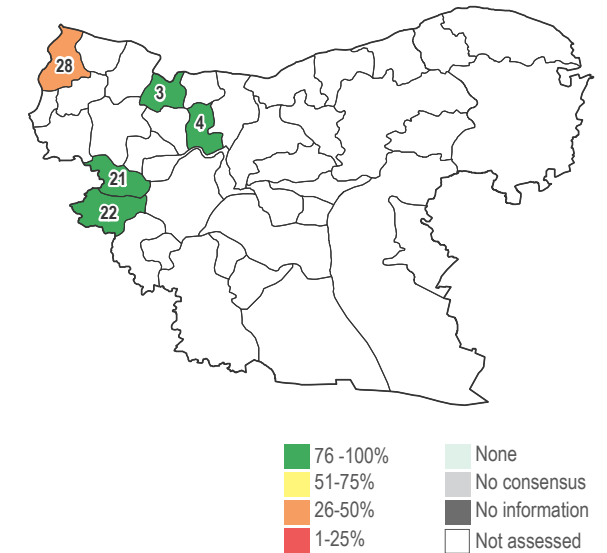 28
3
4
21
22
76 -100%
51-75%
26-50%
1-25%
None
No consensus
No information
Not assessed